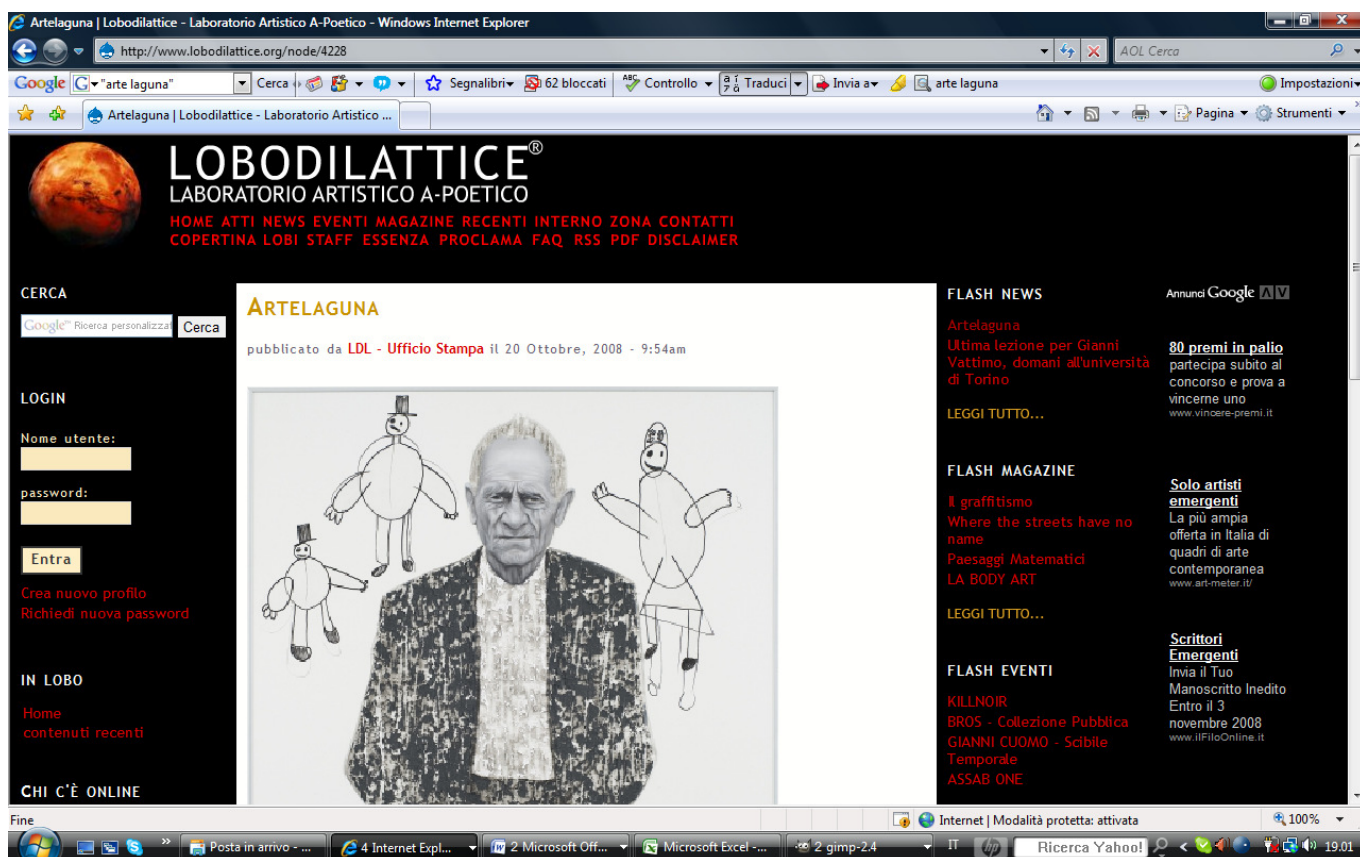 Artelaguna | Lobodilattice - Laboratorio Artistico A-Poetico - Windows Internet Explorer
http://www.lobodilattice.org/node/4228
AOL Cerca
Google
G
"arte laguna"
Cerca
Segnalibri
62 bloccati
Controllo
Traduci
Invia a
arte laguna
Impostazioni
Artelaguna | Lobodilattice - Laboratorio Artistico ...
Pagina
Strumenti
LOBODILATTICE®
LABORATORIO ARTISTICO A-POETICO
HOME ATTI NEWS EVENTI MAGAZINE RECENTI INTERNO ZONA CONTATTI
COPERTINA LOBI STAFF ESSENZA PROCLAMA FAQ RSS PDF DISCLAIMER
CERCA
Google™ Ricerca personalizzat
Cerca
LOGIN
Nome utente:
password:
Entra
Crea nuovo profilo
Richiedi nuova password
IN LOBO
Home
contenuti recenti
CHI C'È ONLINE
ARTELAGUNA
pubblicato da LDL - Ufficio Stampa il 20 Ottobre, 2008 - 9:54am
FLASH NEWS
Artelaguna
Ultima lezione per Gianni
Vattimo, domani all'università
di Torino
LEGGI TUTTO...
FLASH MAGAZINE
Il graffitismo
Where the streets have no
name
Paesaggi Matematici
LA BODY ART
LEGGI TUTTO...
FLASH EVENTI
KILLNOIR
BROS - Collezione Pubblica
GIANNI CUOMO - Scibile
Temporale
ASSAB ONE
Annunci Google
80 premi in palio
partecipa subito al
concorso e prova a
vincerne uno
www.vincere-premi.it
Solo artisti
emergenti
La più ampia
offerta in Italia di
quadri di arte
contemporanea
www.art-meter.it/
Scrittori
Emergenti
Invia il Tuo
Manoscritto Inedito
Entro il 3
novembre 2008
www.ilFiloOnline.it
Fine
Internet | Modalità protetta: attivata
100%
Posta in arrivo - ...
4 Internet Expl...
2 Microsoft Off...
Microsoft Excel -...
2 gimp-2.4
IT
hp
Ricerca Yahoo!
19.01